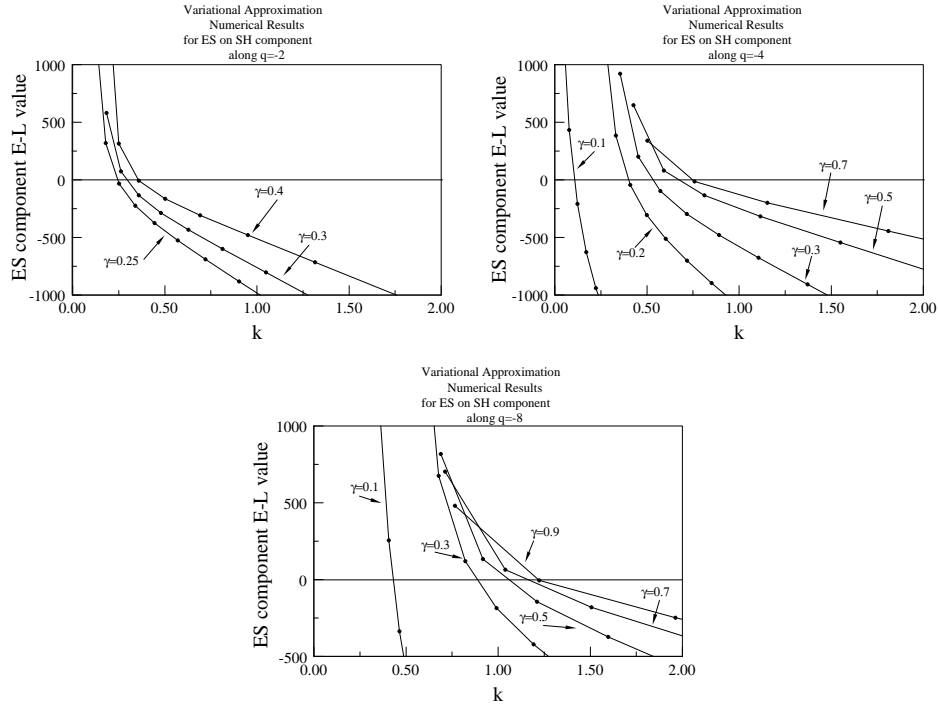 Variational Approximation
Numerical Results
for ES on SH component
along q=-2
1000
500
0
-500
-1000
ES component E-L value
γ=0.4
γ=0.3
γ=0.25
0.00
0.50
1.00
1.50
2.00
k
Variational Approximation
Numerical Results
for ES on SH component
along q=-4
1000
500
0
-500
-1000
ES component E-L value
γ=0.1
γ=0.7
γ=0.5
γ=0.2
γ=0.3
0.00
0.50
1.00
1.50
2.00
k
Variational Approximation
Numerical Results
for ES on SH component
along q=-8
1000
500
0
-500
ES component E-L value
γ=0.1
γ=0.9
γ=0.3
γ=0.7
γ=0.5
0.00
0.50
1.00
1.50
2.00
k